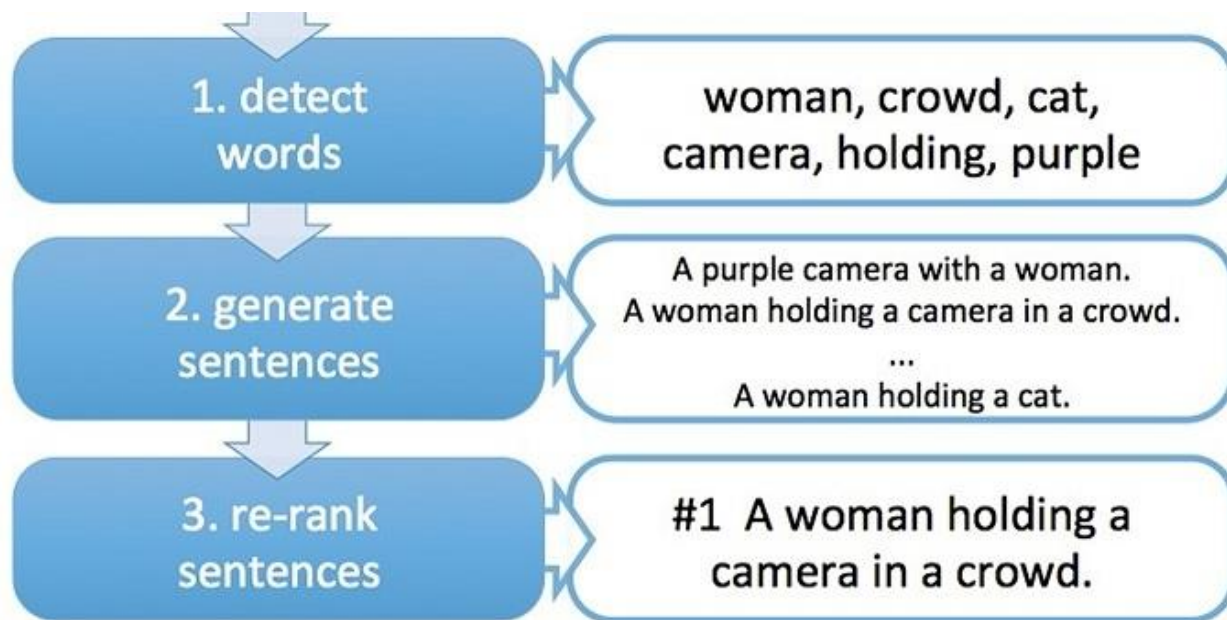 1. detect
words
woman, crowd, cat,
camera, holding, purple
2. generate
sentences
A purple camera with a woman.
A woman holding a camera in a crowd.
...
A woman holding a cat.
3. re-rank
sentences
#1 A woman holding a
camera in a crowd.